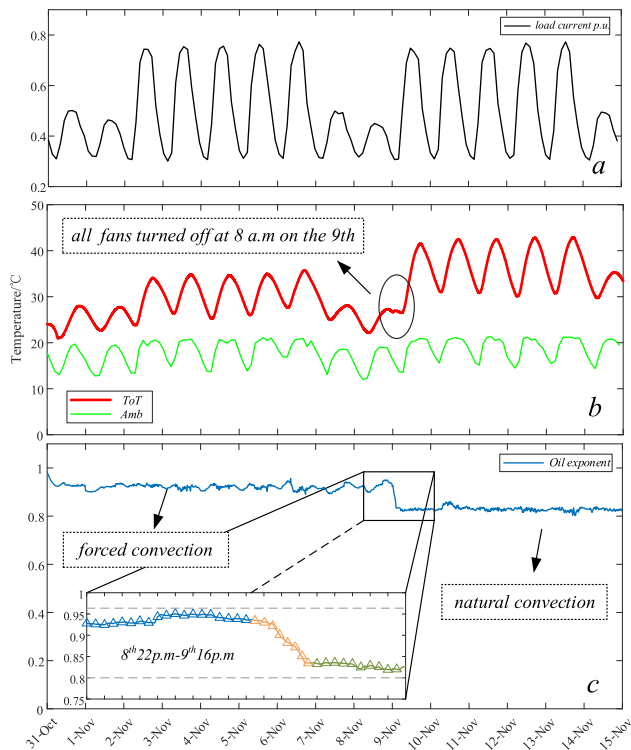 load current p.u.
0.8
0.6
0.4
0.2
a
50
40
30
20
10
0
Temperature/℃
all fans turned off at 8 a.m on the 9th
ToT
Amb
b
1
0.8
0.6
0.4
0.2
0
Oil exponent
forced convection
natural convection
1
0.95
0.9
0.85
0.8
0.75
8th22p.m-9th16p.m
c
31-Oct
1-Nov
2-Nov
3-Nov
4-Nov
5-Nov
6-Nov
7-Nov
8-Nov
9-Nov
10-Nov
11-Nov
12-Nov
13-Nov
14-Nov
15-Nov